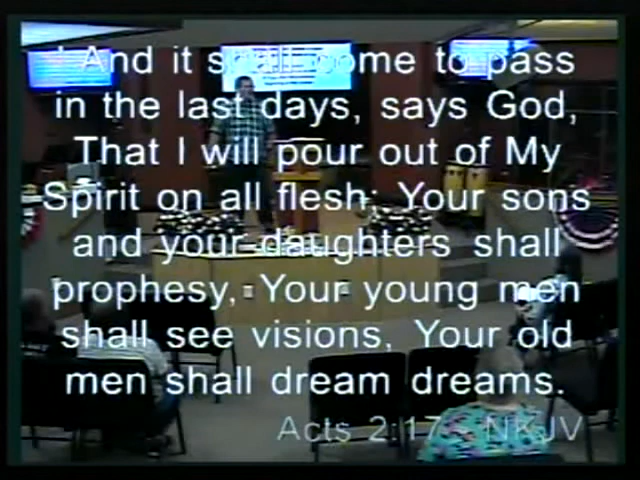 ' And it shall come to pass
in the last days, says God,
That I will pour out of My
Spirit on all flesh; Your sons
and your daughters shall
prophesy, Your young men
shall see visions, Your old
men shall dream dreams.
Acts 2:17 - NKJV